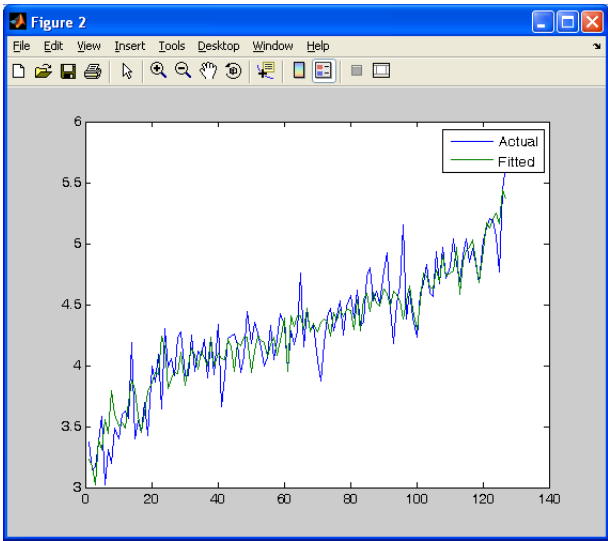 Figure 2
File Edit View Insert Tools Desktop Window Help
6
5.5
5
4.5
4
3.5
3
0 20 40 60 80 100 120 140
Actual
Fitted